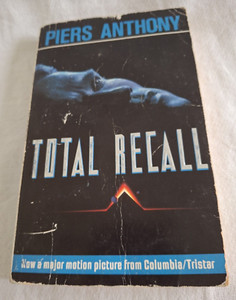 PIERS ANTHONY
TOTAL RECALL
Now a major motion picture from Columbia/Tristar